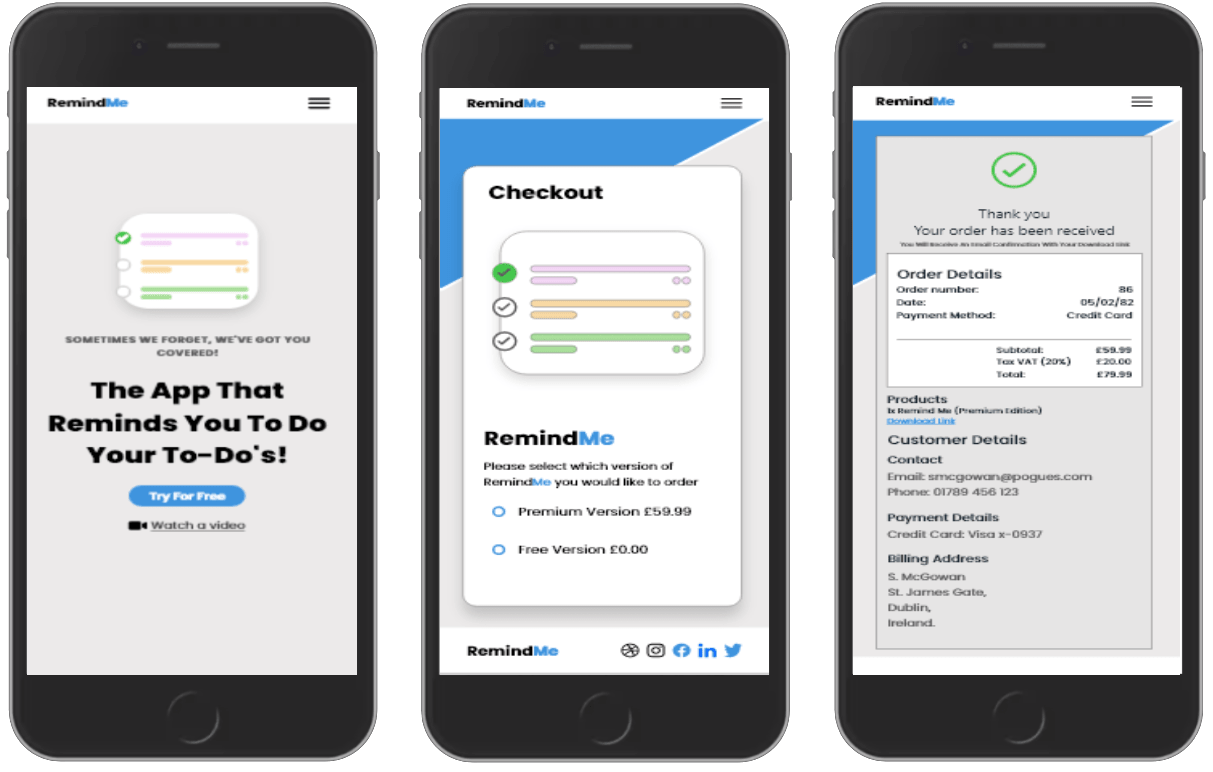 RemindMe
SOMETIMES WE FORGET, WE'VE GOT YOU
COVERED!
The App That
Reminds You To Do
Your To-Do's!
Try For Free
Watch a video
RemindMe
Checkout
RemindMe
Please select which version of
RemindMe you would like to order
Premium Version £59.99
Free Version £0.00
RemindMe
RemindMe
Thank you
Your order has been received
You Will Receive An Email Confirmation With Your Download Link
Order Details
Order number: 86
Date: 05/02/82
Payment Method: Credit Card
Subtotal: £59.99
Tax VAT (20%) £20.00
Total: £79.99
Products
1x Remind Me (Premium Edition)
Download Link
Customer Details
Contact
Email: smcgowan@pogues.com
Phone: 01789 456 123
Payment Details
Credit Card: Visa x-0937
Billing Address
S. McGowan
St. James Gate,
Dublin,
Ireland.